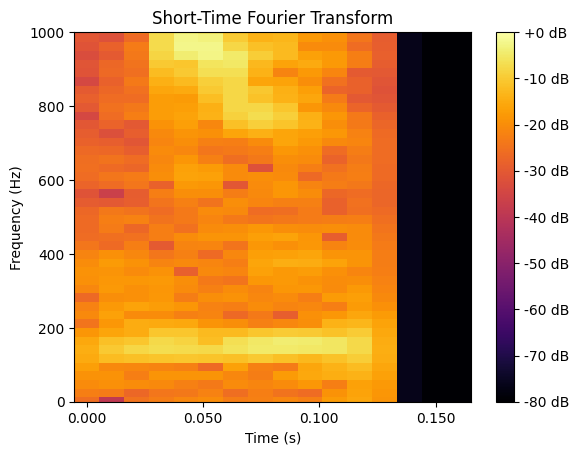 Short-Time Fourier Transform
1000
800
600
400
200
0
Frequency (Hz)
0.000
0.050
0.100
0.150
Time (s)
+0 dB
-10 dB
-20 dB
-30 dB
-40 dB
-50 dB
-60 dB
-70 dB
-80 dB